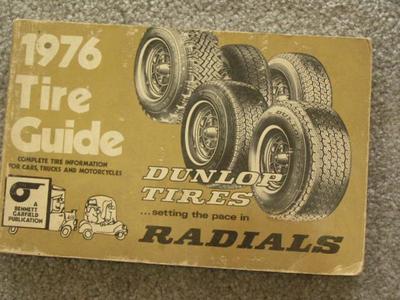 1976
Tire
Guide
COMPLETE TIRE INFORMATION
FOR CARS, TRUCKS AND MOTORCYCLES
A
BENNETT
GARFIELD
PUBLICATION
DUNLOP
TIRES
...setting the pace in
RADIALS